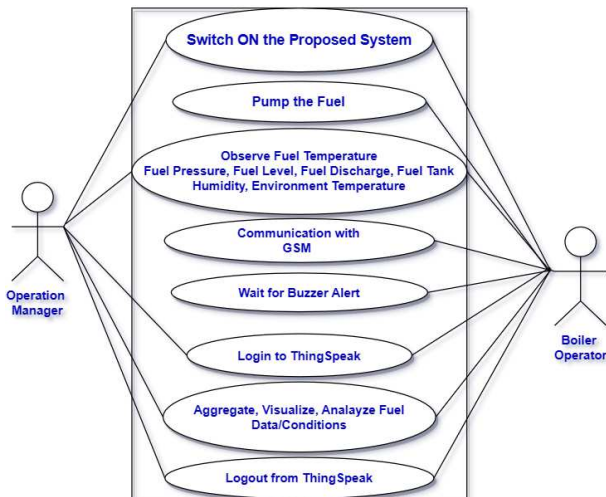 Switch ON the Proposed System
Pump the Fuel
Observe Fuel Temperature
Fuel Pressure, Fuel Level, Fuel Discharge, Fuel Tank
Humidity, Environment Temperature
Communication with
GSM
Wait for Buzzer Alert
Operation
Manager
Boiler
Operator
Login to ThingSpeak
Aggregate, Visualize, Analayze Fuel
Data/Conditions
Logout from ThingSpeak